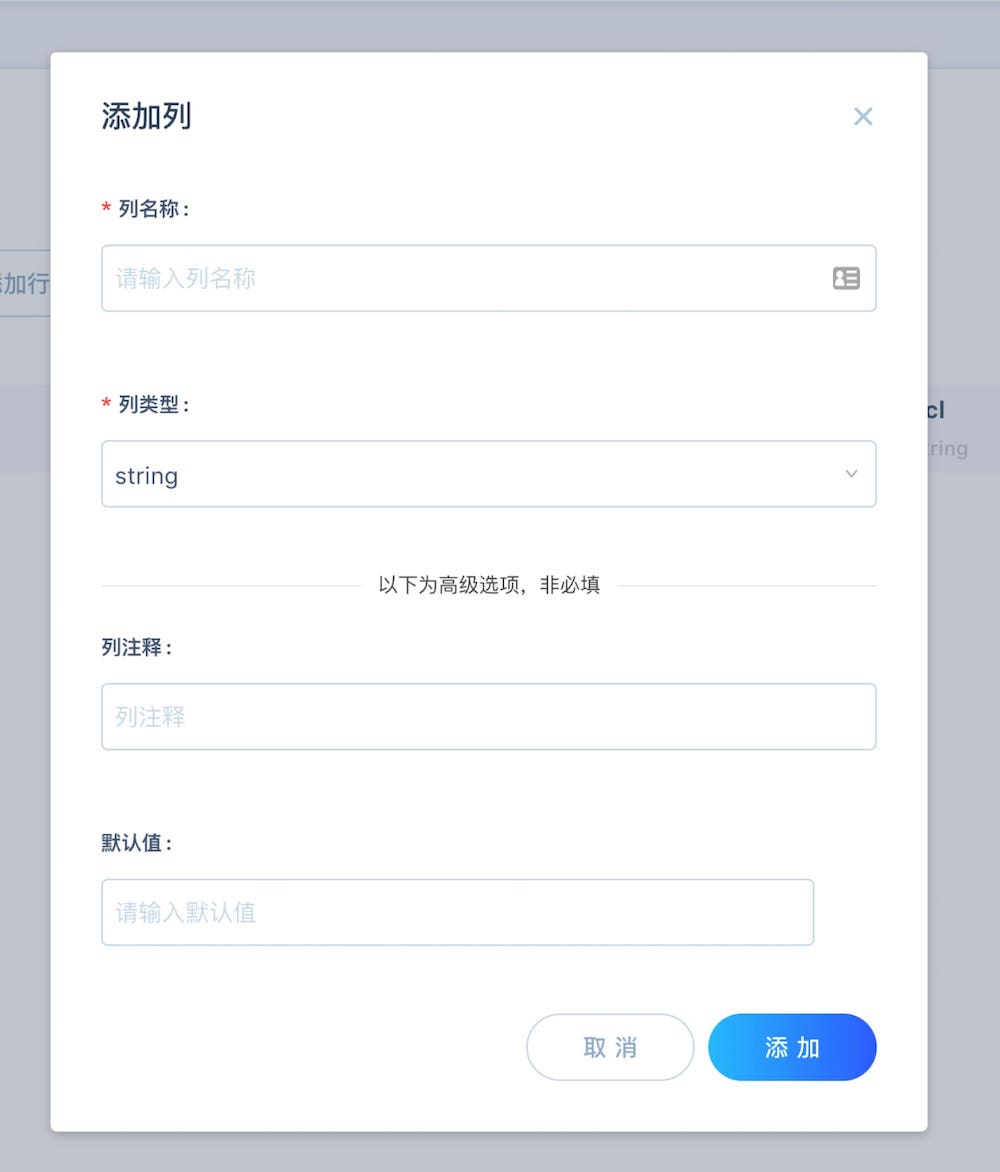 添加列
* 列名称:
请输入列名称
加行
* 列类型:
cl
string
ring
以下为高级选项，非必填
列注释:
列注释
默认值:
请输入默认值
取 消
添 加